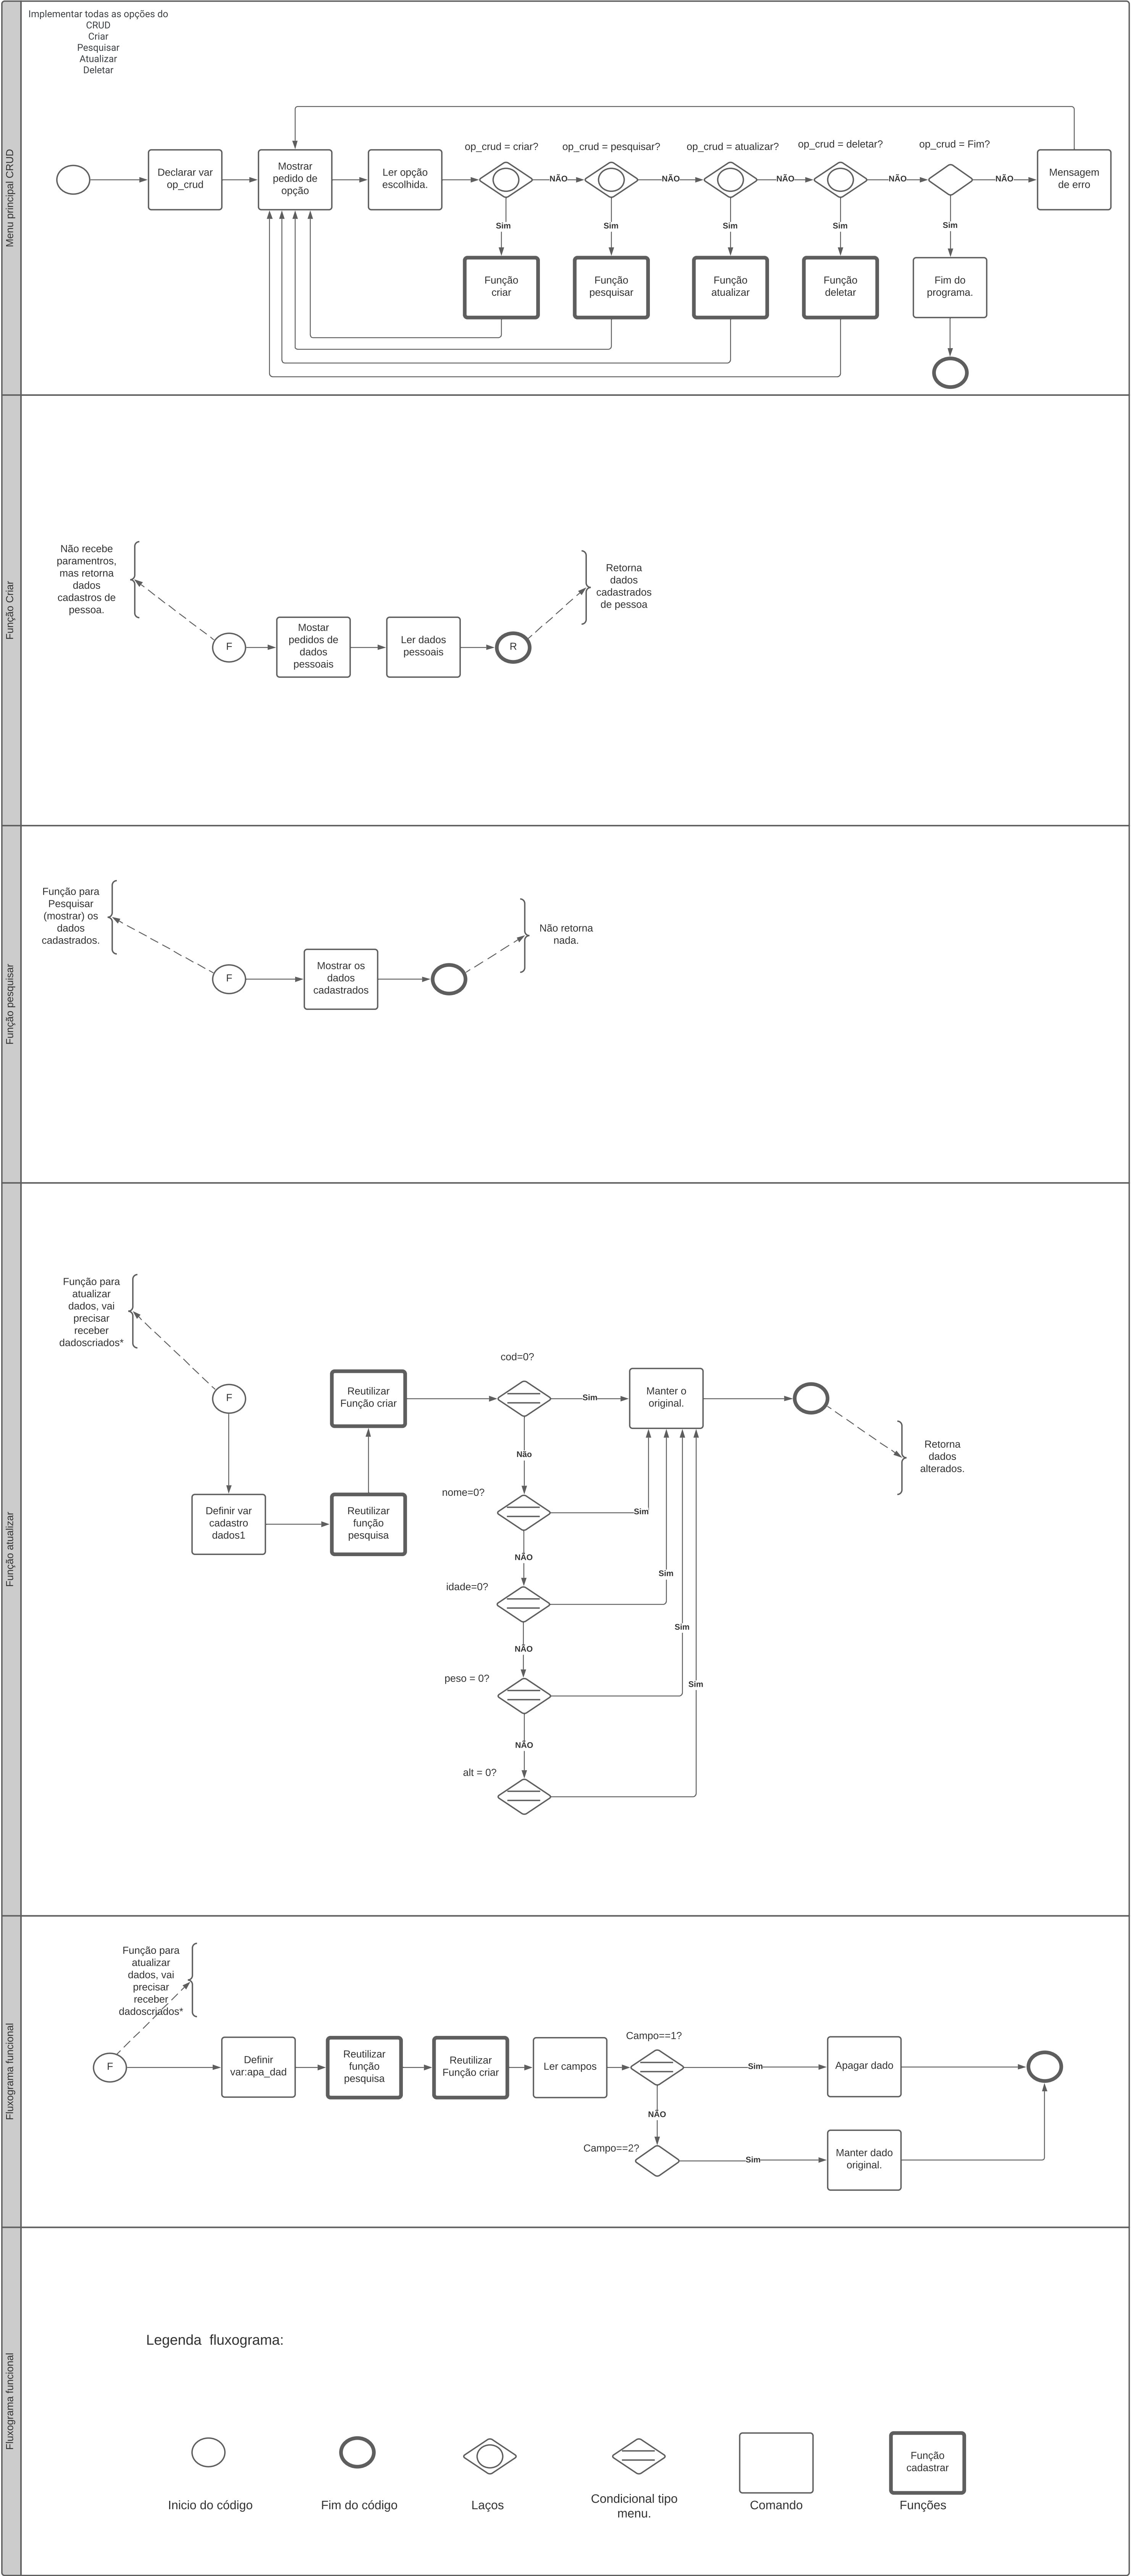 Implementar todas as opções do
CRUD
Criar
Pesquisar
Atualizar
Deletar
Menu principal CRUD
Declarar var
op_crud
Mostrar
pedido de
opção
Ler opção
escolhida.
op_crud = criar?
op_crud = pesquisar?
op_crud = atualizar?
op_crud = deletar?
op_crud = Fim?
NÃO
NÃO
NÃO
NÃO
NÃO
Mensagem
de erro
Sim
Sim
Sim
Sim
Sim
Função
criar
Função
pesquisar
Função
atualizar
Função
deletar
Fim do
programa.
Função Criar
Não recebe
paramentros,
mas retorna
dados
cadastros de
pessoa.
F
Mostar
pedidos de
dados
pessoais
Ler dados
pessoais
R
Retorna
dados
cadastrados
de pessoa
Função pesquisar
Função para
Pesquisar
(mostrar) os
dados
cadastrados.
F
Mostrar os
dados
cadastrados
Não retorna
nada.
Função atualizar
Função para
atualizar
dados, vai
precisar
receber
dadoscriados*
F
Definir var
cadastro
dados1
Reutilizar
função
pesquisa
Reutilizar
Função criar
cod=0?
Sim
Manter o
original.
Retorna
dados
alterados.
Não
nome=0?
Sim
NÃO
idade=0?
Sim
NÃO
peso = 0?
Sim
NÃO
alt = 0?
Sim
Fluxograma funcional
Função para
atualizar
dados, vai
precisar
receber
dadoscriados*
F
Definir
var:apa_dad
Reutilizar
função
pesquisa
Reutilizar
Função criar
Ler campos
Campo==1?
Sim
Apagar dado
NÃO
Campo==2?
Sim
Manter dado
original.
Fluxograma funcional
Legenda fluxograma:
Inicio do código
Fim do código
Laços
Condicional tipo
menu.
Comando
Função
cadastrar
Funções